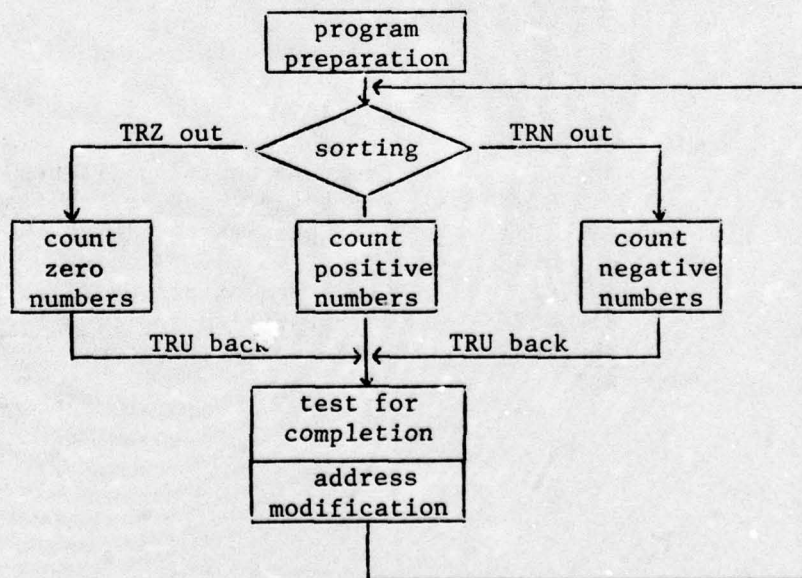 program
preparation
TRZ out
sorting
TRN out
count
zero
numbers
count
positive
numbers
count
negative
numbers
TRU back
TRU back
test for
completion
address
modification